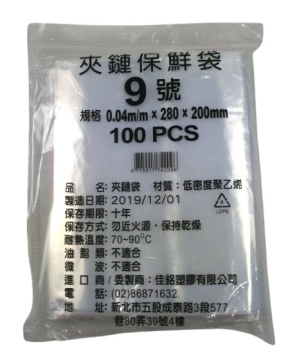 夾鏈保鮮袋
9號
規格 0.04m/m × 280 × 200mm
100 PCS
品名:夾鏈袋 材質:低密度聚乙烯
製造日期:2019/12/01
保存期限:十年
保存方式:勿近火源,保持乾燥
耐熱溫度:70~90°C
油脂類:不適合
微波:不適合
進口商/委製商:佳銘塑膠有限公司
電話:(02)86871632
地址:新北市五股成泰路3段577
巷80弄39號4樓
4
LDPE